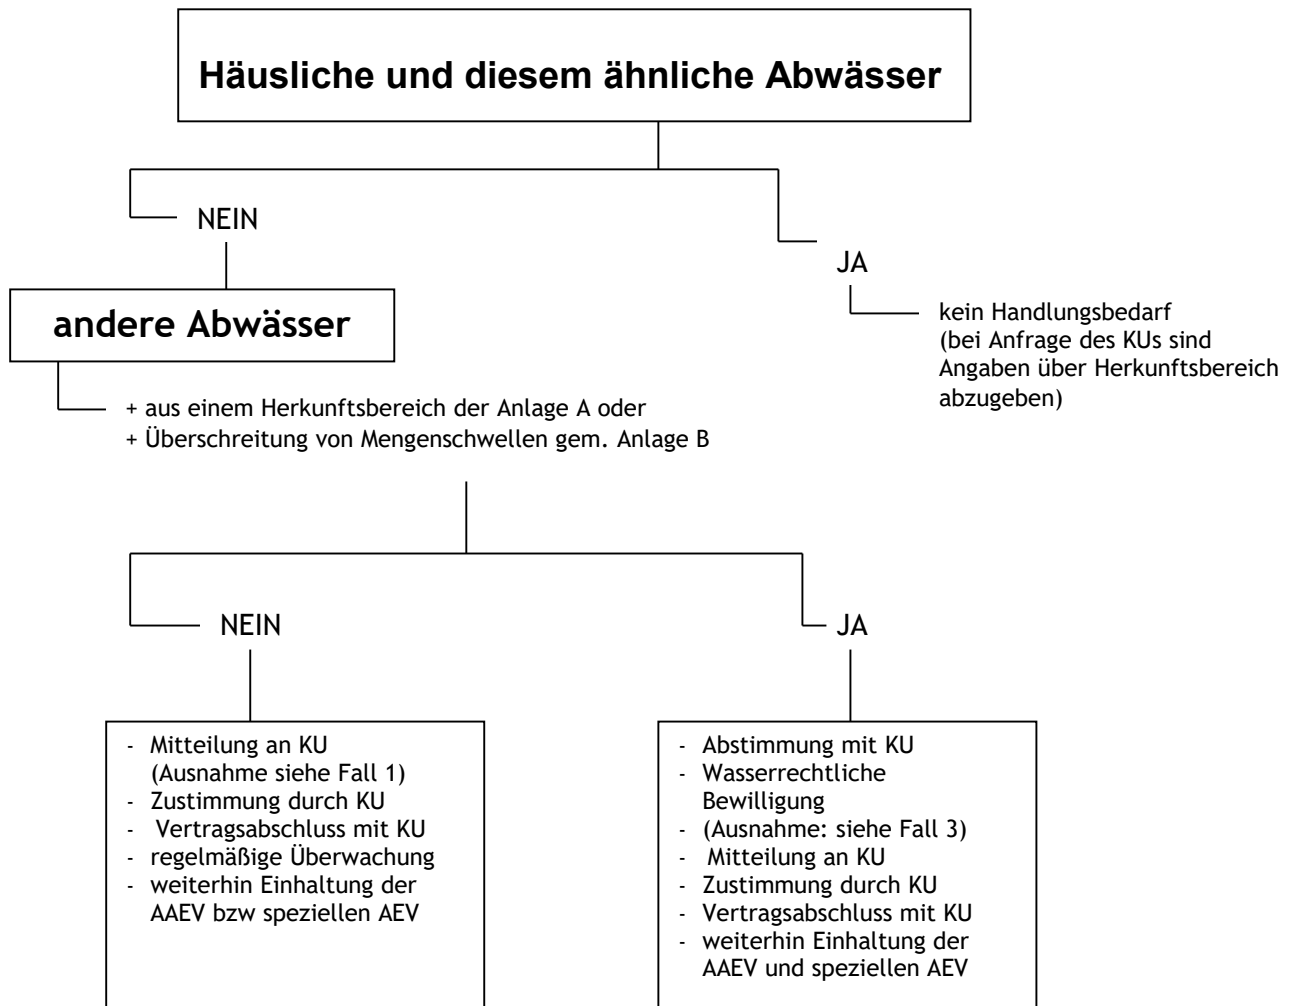 Häusliche und diesem ähnliche Abwässer
NEIN
JA
andere Abwässer
kein Handlungsbedarf
(bei Anfrage des KUs sind
Angaben über Herkunftsbereich
abzugeben)
+ aus einem Herkunftsbereich der Anlage A oder
+ Überschreitung von Mengenschwellen gem. Anlage B
NEIN
JA
- Mitteilung an KU
(Ausnahme siehe Fall 1)
- Zustimmung durch KU
- Vertragsabschluss mit KU
- regelmäßige Überwachung
- weiterhin Einhaltung der
AAEV bzw speziellen AEV
- Abstimmung mit KU
- Wasserrechtliche
Bewilligung
- (Ausnahme: siehe Fall 3)
- Mitteilung an KU
- Zustimmung durch KU
- Vertragsabschluss mit KU
- weiterhin Einhaltung der
AAEV und speziellen AEV